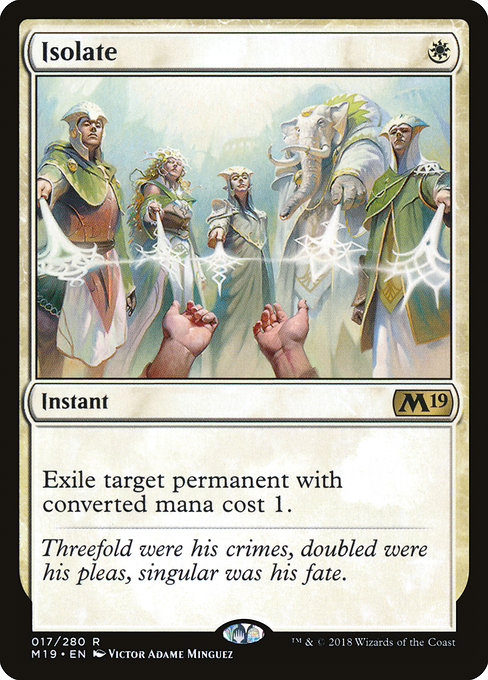 Isolate
Instant
M19
Exile target permanent with
converted mana cost 1.
Threefold were his crimes, doubled were
his pleas, singular was his fate.
017/280 R
M19 • EN Victor Adame Minguez
™ & © 2018 Wizards of the Coast